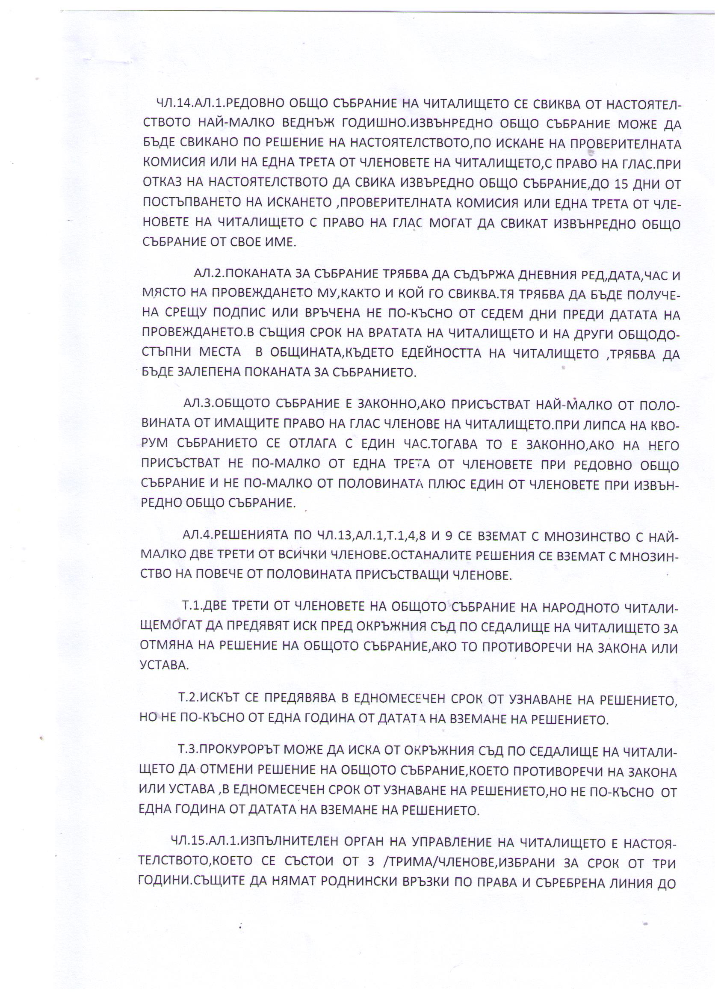 ЧЛ.14.АЛ.1.РЕДОВНО ОБЩО СЪБРАНИЕ НА ЧИТАЛИЩЕТО СЕ СВИКВА ОТ НАСТОЯТЕЛ-
СТВОТО НАЙ-МАЛКО ВЕДНЪЖ ГОДИШНО.ИЗВЪНРЕДНО ОБЩО СЪБРАНИЕ МОЖЕ ДА
БЪДЕ СВИКАНО ПО РЕШЕНИЕ НА НАСТОЯТЕЛСТВОТО,ПО ИСКАНЕ НА ПРОВЕРИТЕЛНАТА
КОМИСИЯ ИЛИ НА ЕДНА ТРЕТА ОТ ЧЛЕНОВЕТЕ НА ЧИТАЛИЩЕТО,С ПРАВО НА ГЛАС.ПРИ
ОТКАЗ НА НАСТОЯТЕЛСТВОТО ДА СВИКА ИЗВЪРЕДНО ОБЩО СЪБРАНИЕ,ДО 15 ДНИ ОТ
ПОСТЪПВАНЕТО НА ИСКАНЕТО ,ПРОВЕРИТЕЛНАТА КОМИСИЯ ИЛИ ЕДНА ТРЕТА ОТ ЧЛЕ-
НОВЕТЕ НА ЧИТАЛИЩЕТО С ПРАВО НА ГЛАС МОГАТ ДА СВИКАТ ИЗВЪНРЕДНО ОБЩО
СЪБРАНИЕ ОТ СВОЕ ИМЕ.
АЛ.2.ПОКАНАТА ЗА СЪБРАНИЕ ТРЯБВА ДА СЪДЪРЖА ДНЕВНИЯ РЕД,ДАТА,ЧАС И
МЯСТО НА ПРОВЕЖДАНЕТО МУ,КАКТО И КОЙ ГО СВИКВА.ТЯ ТРЯБВА ДА БЪДЕ ПОЛУЧЕ-
НА СРЕЩУ ПОДПИС ИЛИ ВРЪЧЕНА НЕ ПО-КЪСНО ОТ СЕДЕМ ДНИ ПРЕДИ ДАТАТА НА
ПРОВЕЖДАНЕТО.В СЪЩИЯ СРОК НА ВРАТАТА НА ЧИТАЛИЩЕТО И НА ДРУГИ ОБЩОДО-
СТЪПНИ МЕСТА В ОБЩИНАТА,КЪДЕТО ЕДЕЙНОСТТА НА ЧИТАЛИЩЕТО ,ТРЯБВА ДА
БЪДЕ ЗАЛЕПЕНА ПОКАНАТА ЗА СЪБРАНИЕТО.
АЛ.3.ОБЩОТО СЪБРАНИЕ Е ЗАКОННО,АКО ПРИСЪСТВАТ НАЙ-МАЛКО ОТ ПОЛО-
ВИНАТА ОТ ИМАЩИТЕ ПРАВО НА ГЛАС ЧЛЕНОВЕ НА ЧИТАЛИЩЕТО.ПРИ ЛИПСА НА КВО-
РУМ СЪБРАНИЕТО СЕ ОТЛАГА С ЕДИН ЧАС.ТОГАВА ТО Е ЗАКОННО,АКО НА НЕГО
ПРИСЪСТВАТ НЕ ПО-МАЛКО ОТ ЕДНА ТРЕТА ОТ ЧЛЕНОВЕТЕ ПРИ РЕДОВНО ОБЩО
СЪБРАНИЕ И НЕ ПО-МАЛКО ОТ ПОЛОВИНАТА ПЛЮС ЕДИН ОТ ЧЛЕНОВЕТЕ ПРИ ИЗВЪН-
РЕДНО ОБЩО СЪБРАНИЕ.
АЛ.4.РЕШЕНИЯТА ПО ЧЛ.13,АЛ.1,Т.1,4,8 И 9 СЕ ВЗЕМАТ С МНОЗИНСТВО С НАЙ-
МАЛКО ДВЕ ТРЕТИ ОТ ВСИЧКИ ЧЛЕНОВЕ.ОСТАНАЛИТЕ РЕШЕНИЯ СЕ ВЗЕМАТ С МНОЗИН-
СТВО НА ПОВЕЧЕ ОТ ПОЛОВИНАТА ПРИСЪСТВАЩИ ЧЛЕНОВЕ.
Т.1.ДВЕ ТРЕТИ ОТ ЧЛЕНОВЕТЕ НА ОБЩОТО СЪБРАНИЕ НА НАРОДНОТО ЧИТАЛИ-
ЩЕМОГАТ ДА ПРЕДЯВЯТ ИСК ПРЕД ОКРЪЖНИЯ СЪД ПО СЕДАЛИЩЕ НА ЧИТАЛИЩЕТО ЗА
ОТМЯНА НА РЕШЕНИЕ НА ОБЩОТО СЪБРАНИЕ,АКО ТО ПРОТИВОРЕЧИ НА ЗАКОНА ИЛИ
УСТАВА.
Т.2.ИСКЪТ СЕ ПРЕДЯВЯВА В ЕДНОМЕСЕЧЕН СРОК ОТ УЗНАВАНЕ НА РЕШЕНИЕТО,
НО НЕ ПО-КЪСНО ОТ ЕДНА ГОДИНА ОТ ДАТАТА НА ВЗЕМАНЕ НА РЕШЕНИЕТО.
Т.3.ПРОКУРОРЪТ МОЖЕ ДА ИСКА ОТ ОКРЪЖНИЯ СЪД ПО СЕДАЛИЩЕ НА ЧИТАЛИ-
ЩЕТО ДА ОТМЕНИ РЕШЕНИЕ НА ОБЩОТО СЪБРАНИЕ,КОЕТО ПРОТИВОРЕЧИ НА ЗАКОНА
ИЛИ УСТАВА ,В ЕДНОМЕСЕЧЕН СРОК ОТ УЗНАВАНЕ НА РЕШЕНИЕТО,НО НЕ ПО-КЪСНО ОТ
ЕДНА ГОДИНА ОТ ДАТАТА НА ВЗЕМАНЕ НА РЕШЕНИЕТО.
ЧЛ.15.АЛ.1.ИЗПЪЛНИТЕЛЕН ОРГАН НА УПРАВЛЕНИЕ НА ЧИТАЛИЩЕТО Е НАСТОЯ-
ТЕЛСТВОТО,КОЕТО СЕ СЪСТОИ ОТ 3 /ТРИМА/ЧЛЕНОВЕ,ИЗБРАНИ ЗА СРОК ОТ ТРИ
ГОДИНИ.СЪЩИТЕ ДА НЯМАТ РОДНИНСКИ ВРЪЗКИ ПО ПРАВА И СЪРЕБРЕНА ЛИНИЯ ДО